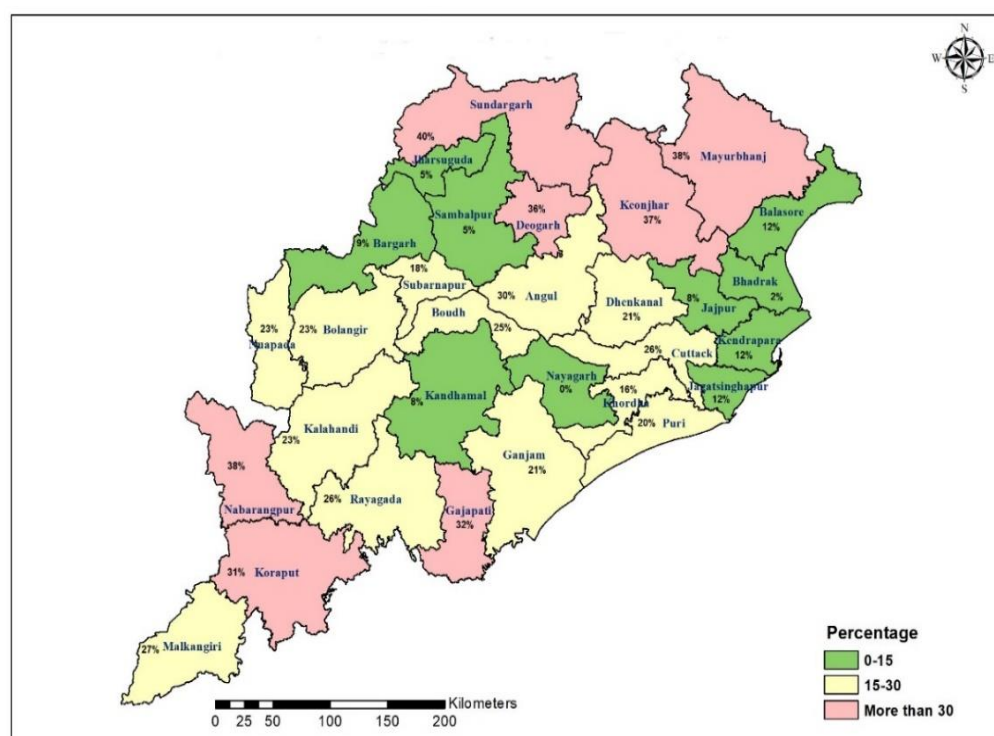 N
W E
S
Sundargarh
40%
Jharsuguda
5%
38%
Mayurbhanj
Keonjhar
37%
36%
Deogarh
Sambalpur
5%
Balasore
12%
9%
Bargarh
18%
Subarnapur
30%
Angul
Dhenkanal
21%
8%
Jajpur
Bhadrak
2%
Boudh
25%
23%
Nuapada
23%
Bolangir
26%
Cuttack
Kendrapara
12%
Nayagarh
0%
16%
Khordha
Jagatsinghapur
12%
8%
Kandhamal
20%
Puri
Kalahandi
23%
Ganjam
21%
38%
Nabarangpur
26%
Rayagada
Gajapati
32%
31%
Koraput
27%
Malkangiri
Percentage
0-15
15-30
More than 30
Kilometers
0 25 50 100 150 200